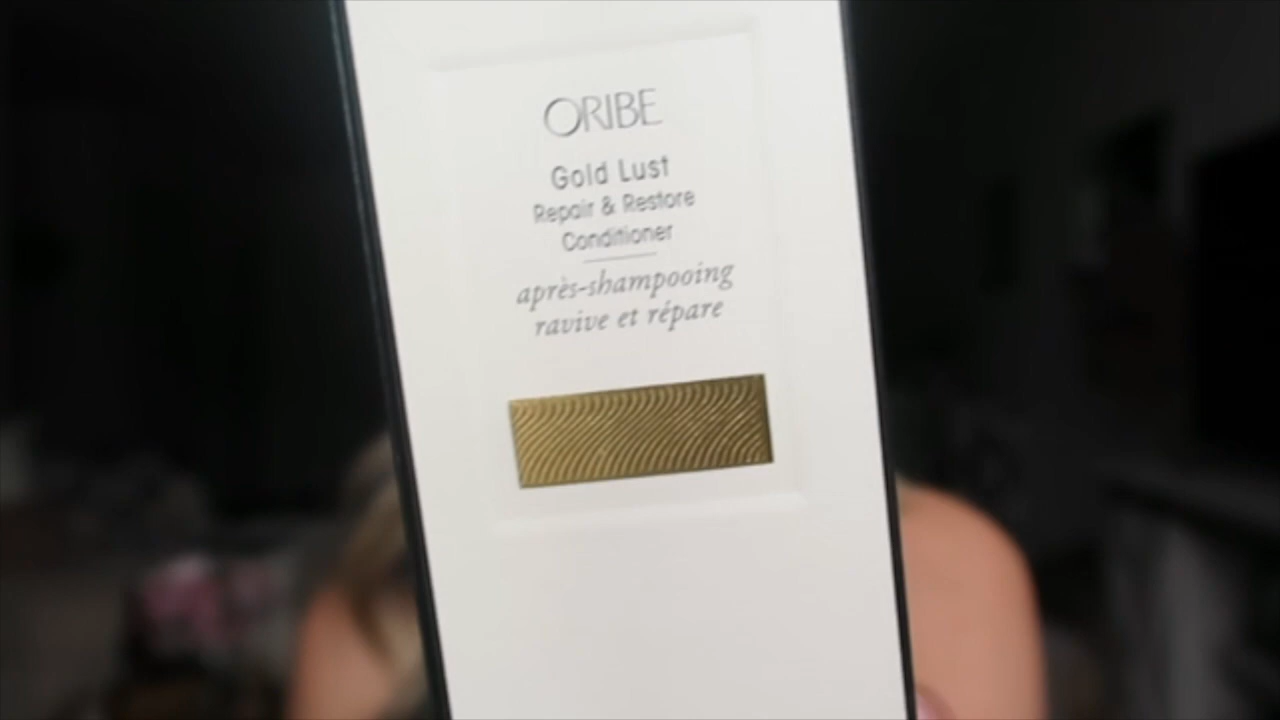 ORIBE
Gold Lust
Repair & Restore
Conditioner
après-shampooing
ravive et répare